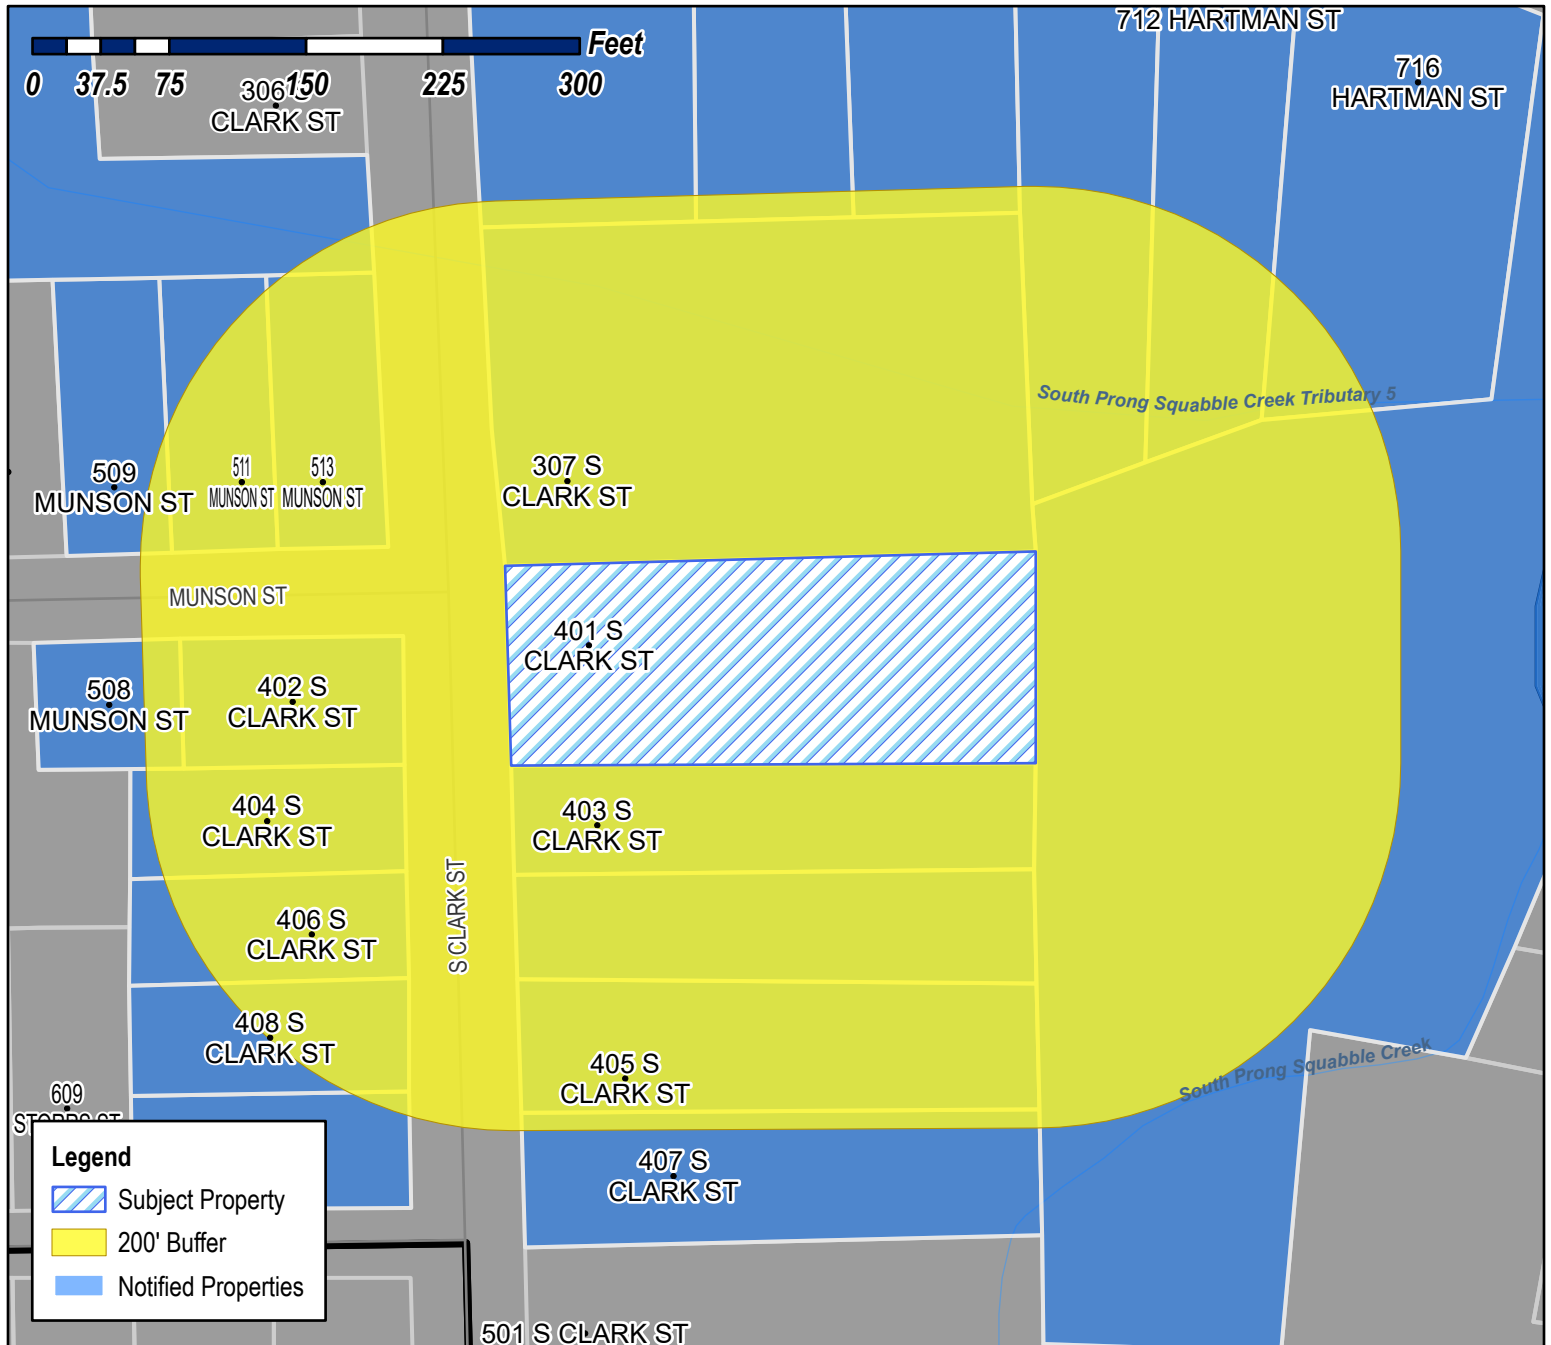 712 HARTMAN ST
Feet
0 37.5 75 150 225 300
306 S
CLARK ST
716
HARTMAN ST
South Prong Squabble Creek Tributary 5
509
MUNSON ST
511
MUNSON ST
513
MUNSON ST
307 S
CLARK ST
MUNSON ST
401 S
CLARK ST
508
MUNSON ST
402 S
CLARK ST
404 S
CLARK ST
403 S
CLARK ST
S CLARK ST
406 S
CLARK ST
408 S
CLARK ST
405 S
CLARK ST
South Prong Squabble Creek
609
407 S
CLARK ST
Legend
Subject Property
200' Buffer
Notified Properties
501 S CLARK ST